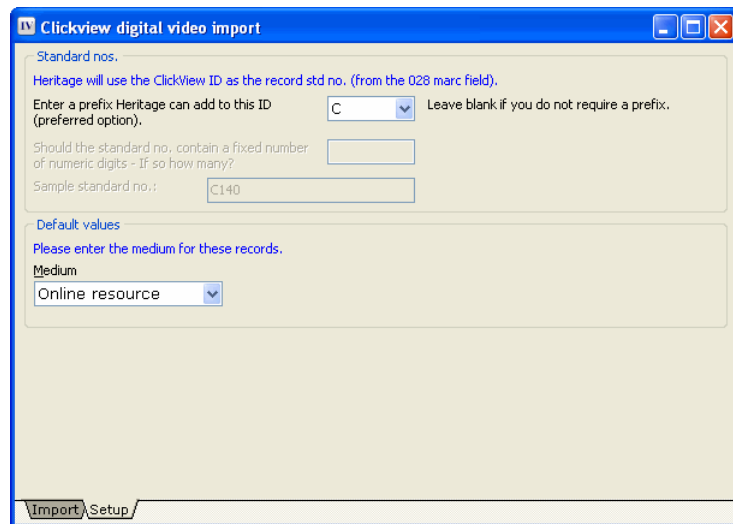 IV Clickview digital video import
Standard nos.
Heritage will use the ClickView ID as the record std no. (from the 028 marc field).
Enter a prefix Heritage can add to this ID
(preferred option).
C
Leave blank if you do not require a prefix.
Should the standard no. contain a fixed number
of numeric digits - If so how many?
Sample standard no.:
C140
Default values
Please enter the medium for these records.
Medium
Online resource
Import Setup